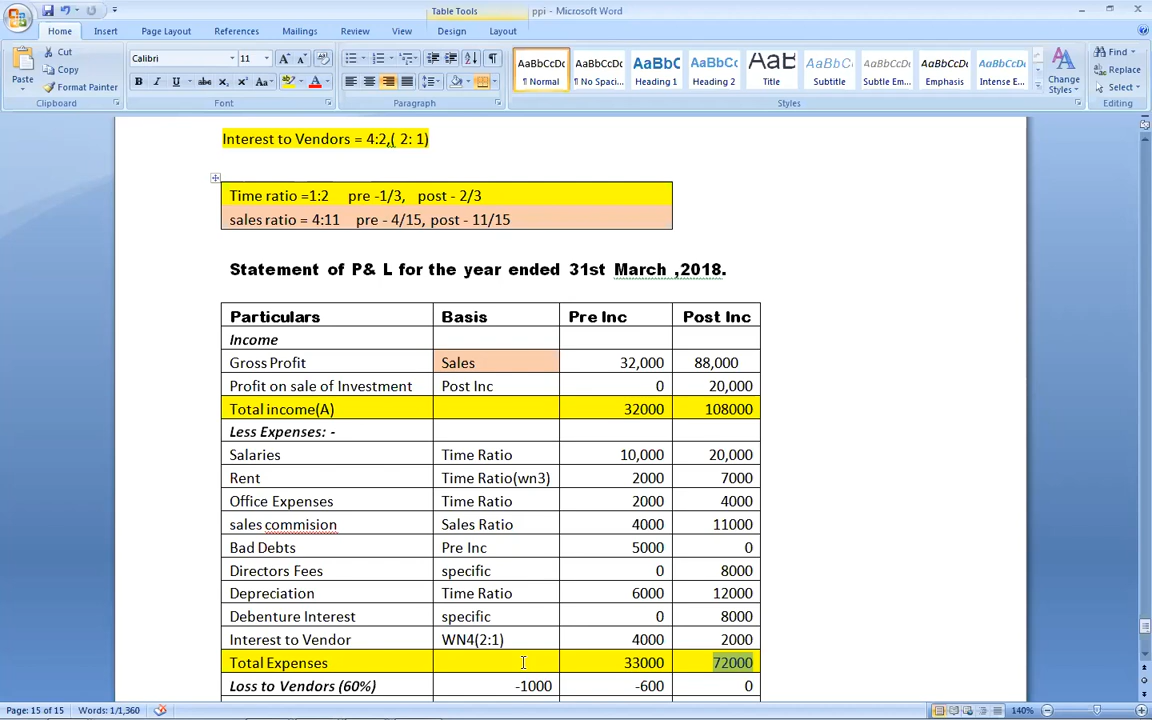 Table Tools
ppi - Microsoft Word
Home Insert Page Layout References Mailings Review View Design Layout
Paste
Cut
Copy
Format Painter
Clipboard
Calibri 11
Font
Paragraph
AaBbCcDc AaBbCcDc AaBbC AaBbCc AaB AaBbCc. AaBbCcDc AaBbCcDc
¶ Normal ¶ No Spaci... Heading 1 Heading 2 Title Subtitle Subtle Em... Emphasis Intense E...
Styles
Change Styles
Find
Replace
Select
Editing
Interest to Vendors = 4:2,( 2: 1)
Time ratio =1:2 pre -1/3, post - 2/3
sales ratio = 4:11 pre - 4/15, post - 11/15
Statement of P& L for the year ended 31st March ,2018.
Particulars Basis Pre Inc Post Inc
Income
Gross Profit Sales 32,000 88,000
Profit on sale of Investment Post Inc 0 20,000
Total income(A) 32000 108000
Less Expenses: -
Salaries Time Ratio 10,000 20,000
Rent Time Ratio(wn3) 2000 7000
Office Expenses Time Ratio 2000 4000
sales commision Sales Ratio 4000 11000
Bad Debts Pre Inc 5000 0
Directors Fees specific 0 8000
Depreciation Time Ratio 6000 12000
Debenture Interest specific 0 8000
Interest to Vendor WN4(2:1) 4000 2000
Total Expenses 33000 72000
Loss to Vendors (60%) -1000 -600 0
Page: 15 of 15 Words: 1/1,360 140%